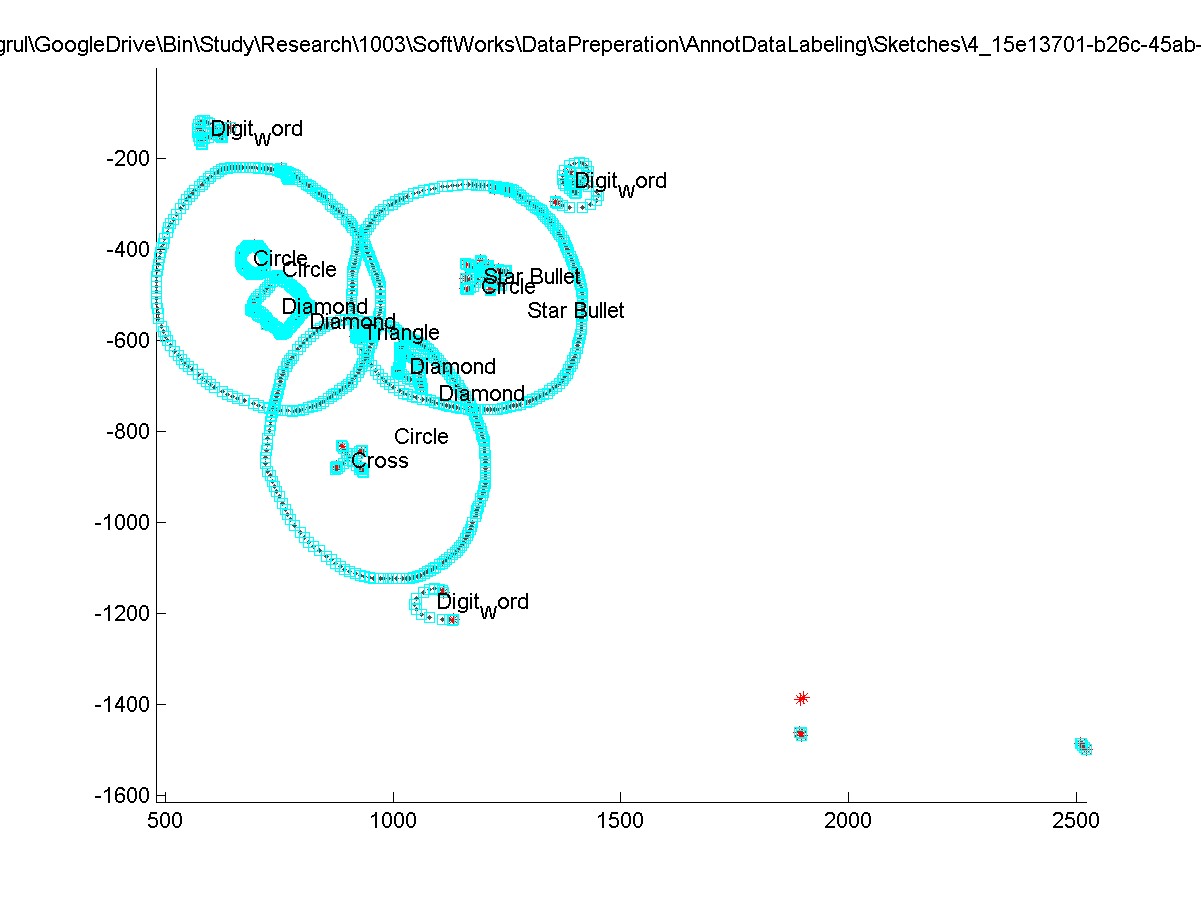 grul\GoogleDrive\Bin\Study\Research\1003\SoftWorks\DataPreperation\AnnotDataLabeling\Sketches\4_15e13701-b26c-45ab-
Digit_word
-200
Digit_word
-400
Circle
Circle
Star Bullet
Circle
Diamond
Star Bullet
Diamond
Triangle
-600
Diamond
Diamond
-800
Circle
Cross
-1000
Digit_word
-1200
-1400
-1600
500 1000 1500 2000 2500